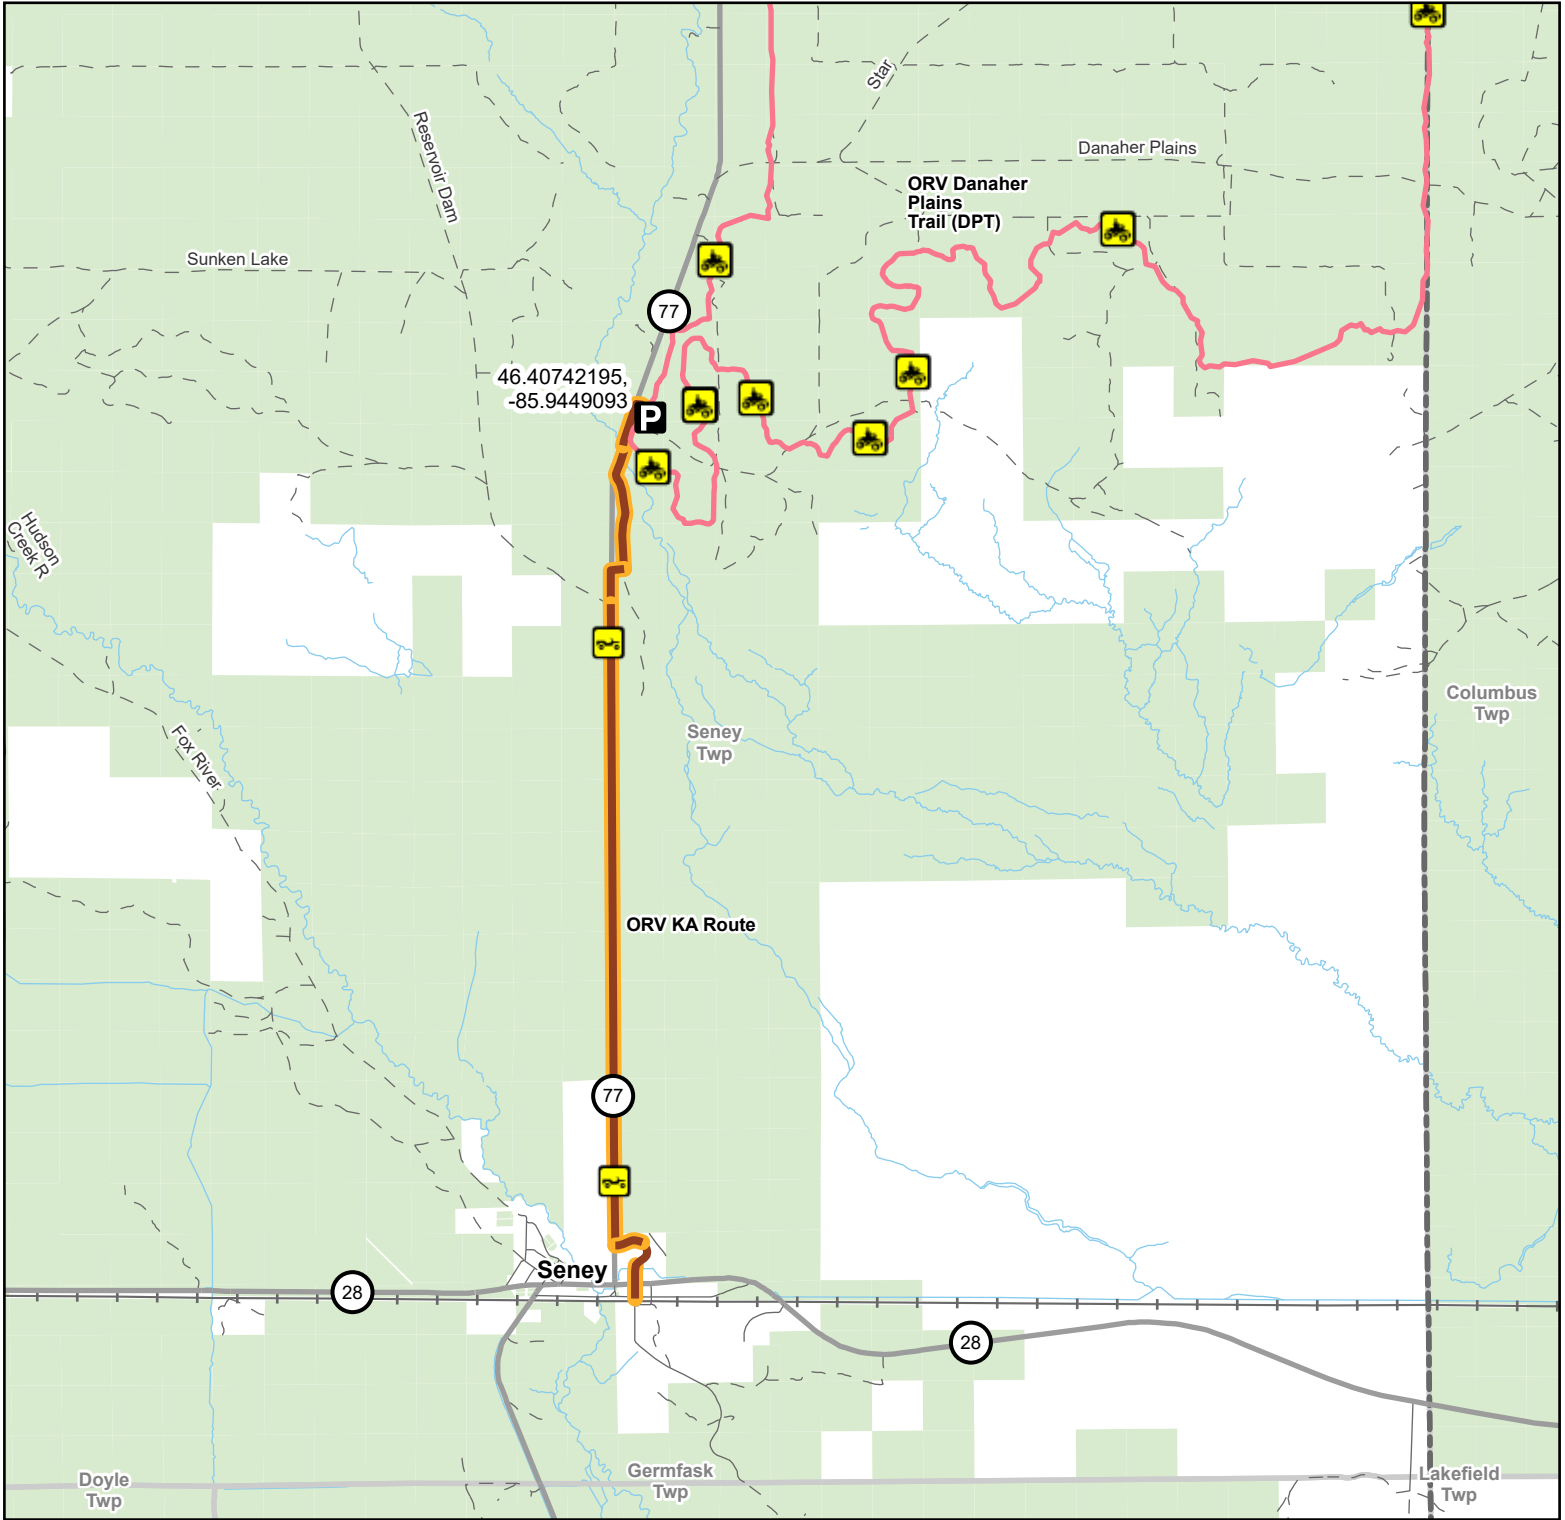 Star
Reservoir Dam
Danaher Plains
ORV Danaher
Plains
Trail (DPT)
Sunken Lake
77
46.40742195,
-85.9449093
P
Hudson
Creek R
Columbus
Twp
Fox River
Seney
Twp
ORV KA Route
77
Seney
28
28
Doyle
Twp
Germfask
Twp
Lakefield
Twp